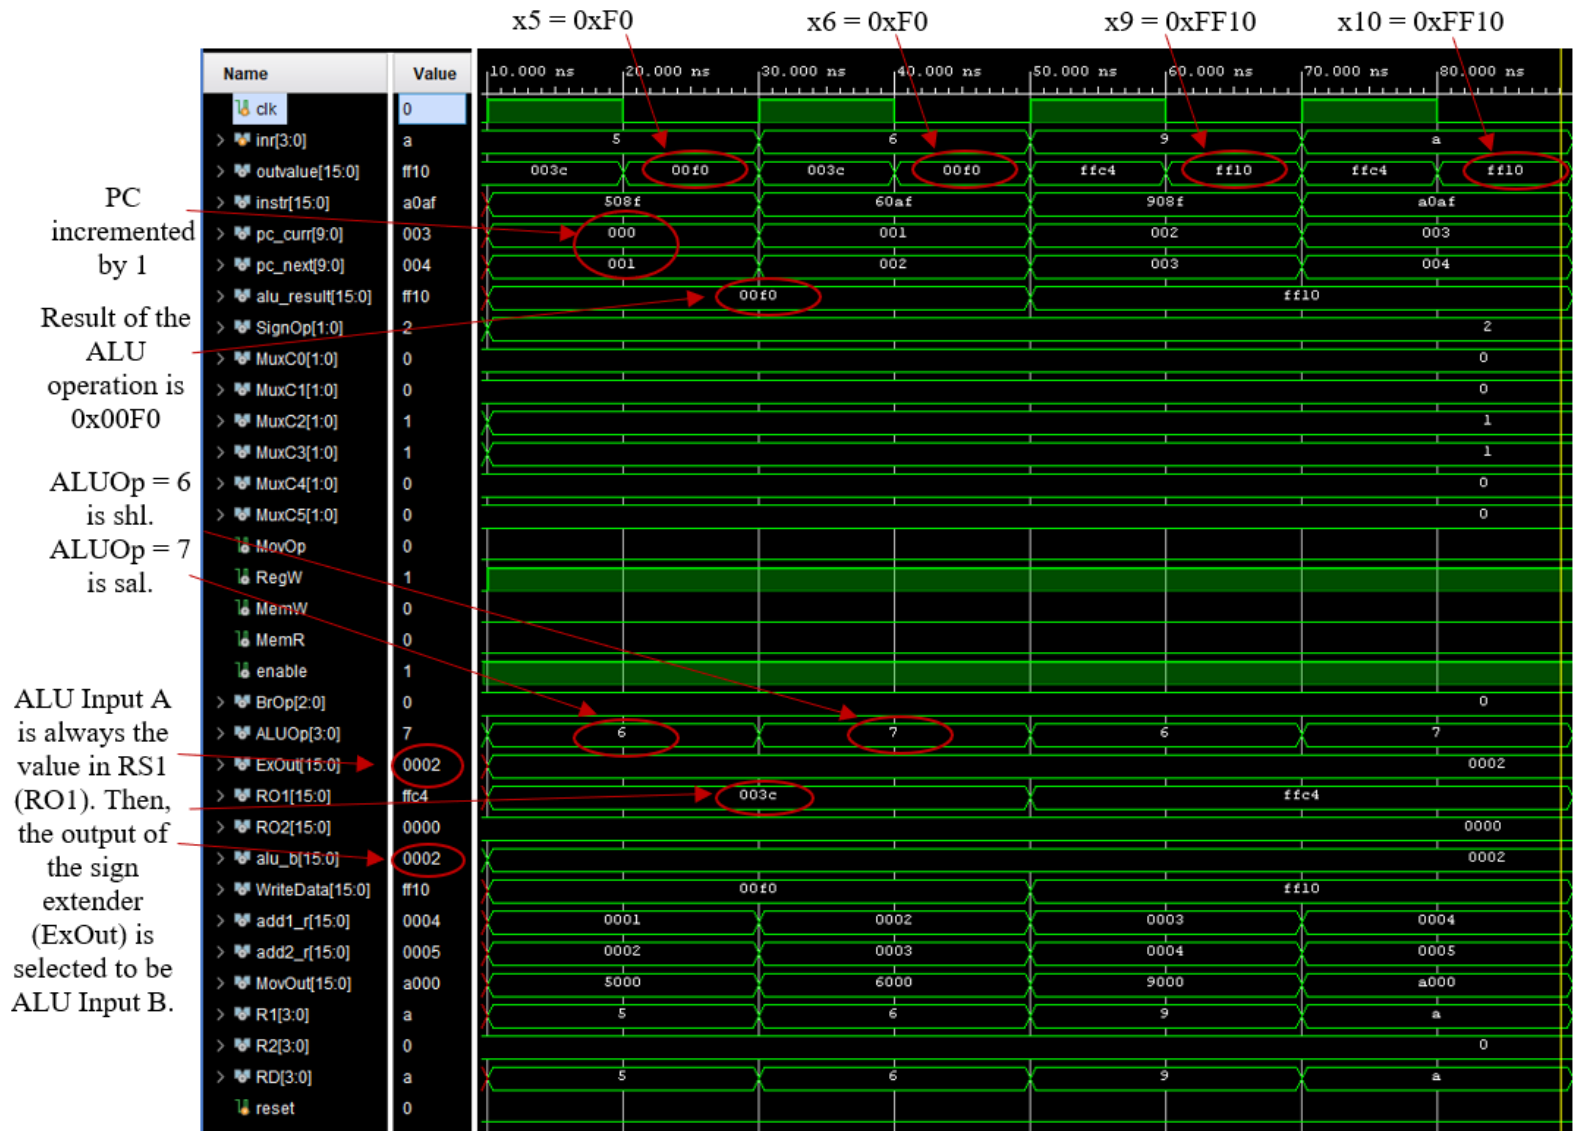 x5 = 0xF0 x6 = 0xF0 x9 = 0xFF10 x10 = 0xFF10
Name Value 10.000 ns 20.000 ns 30.000 ns 40.000 ns 50.000 ns 60.000 ns 70.000 ns 80.000 ns
clk 0
inr[3:0] a 5 6 9 a
outvalue[15:0] ff10 003c 00f0 003c 00f0 ffc4 ff10 ffc4 ff10
instr[15:0] a0af 508f 60af 908f a0af
pc_curr[9:0] 003 000 001 002 003
pc_next[9:0] 004 001 002 003 004
alu_result[15:0] ff10 00f0 ff10
SignOp[1:0] 2 2
MuxC0[1:0] 0 0
MuxC1[1:0] 0 0
MuxC2[1:0] 1 1
MuxC3[1:0] 1 1
MuxC4[1:0] 0 0
MuxC5[1:0] 0 0
MovOp 0
RegW 1
MemW 0
MemR 0
enable 1
BrOp[2:0] 0 0
ALUOp[3:0] 7 6 7 6 7
ExOut[15:0] 0002 0002
RO1[15:0] ffc4 003c ffc4
RO2[15:0] 0000 0000
alu_b[15:0] 0002 0002
WriteData[15:0] ff10 00f0 ff10
add1_r[15:0] 0004 0001 0002 0003 0004
add2_r[15:0] 0005 0002 0003 0004 0005
MovOut[15:0] a000 5000 6000 9000 a000
R1[3:0] a 5 6 9 a
R2[3:0] 0 0
RD[3:0] a 5 6 9 a
reset 0
PC
incremented
by 1
Result of the
ALU
operation is
0x00F0
ALUOp = 6
is shl.
ALUOp = 7
is sal.
ALU Input A
is always the
value in RS1
(RO1). Then,
the output of
the sign
extender
(ExOut) is
selected to be
ALU Input B.